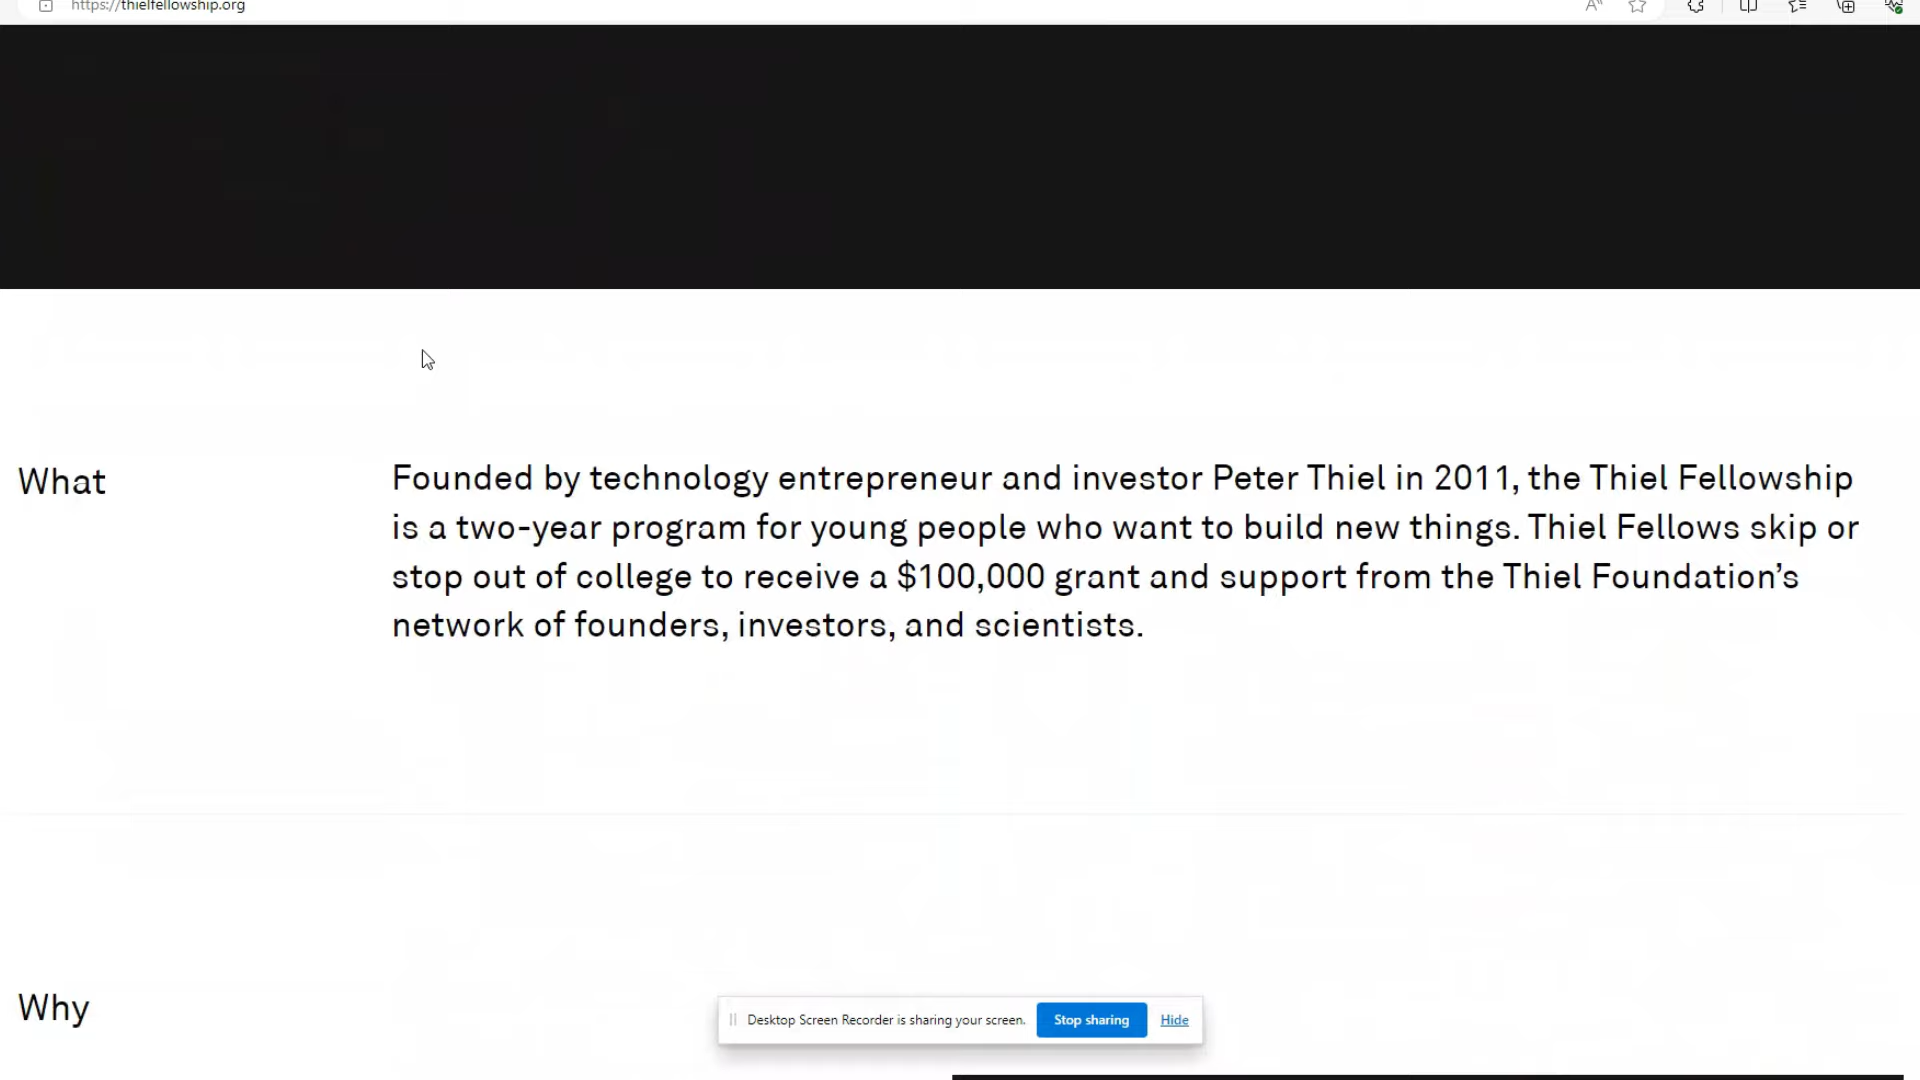 https://thielfellowship.org
What
Founded by technology entrepreneur and investor Peter Thiel in 2011, the Thiel Fellowship
is a two-year program for young people who want to build new things. Thiel Fellows skip or
stop out of college to receive a $100,000 grant and support from the Thiel Foundation’s
network of founders, investors, and scientists.
Why
Desktop Screen Recorder is sharing your screen. Stop sharing Hide